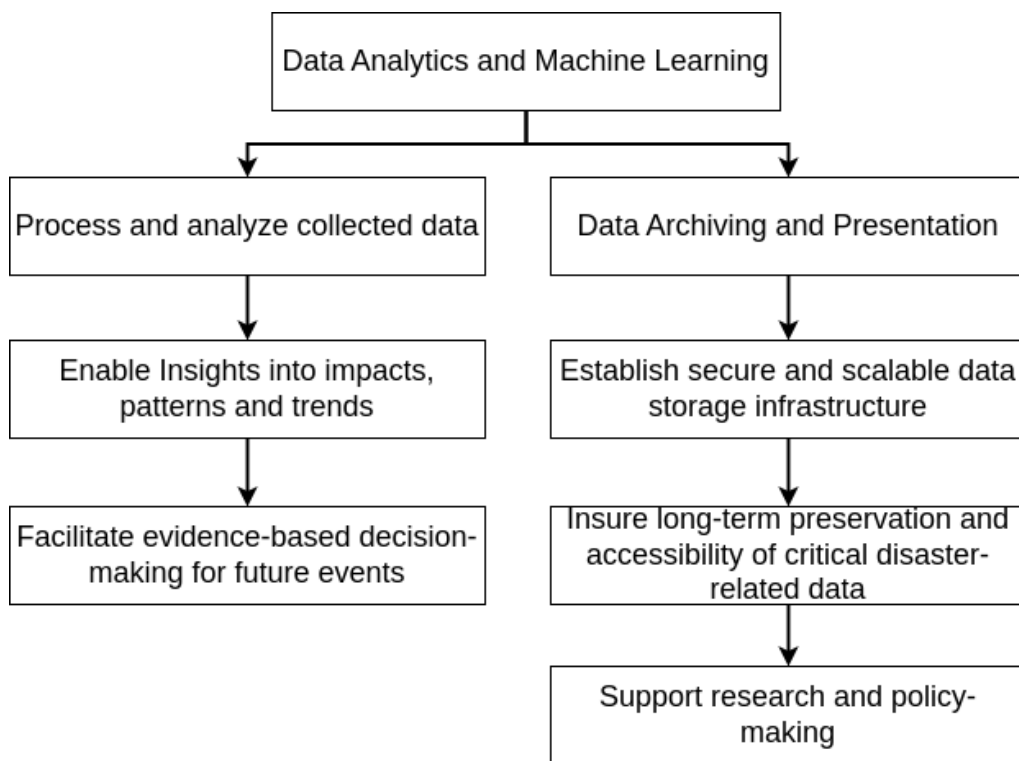 Data Analytics and Machine Learning
Process and analyze collected data
Data Archiving and Presentation
Enable Insights into impacts,
patterns and trends
Establish secure and scalable data
storage infrastructure
Facilitate evidence-based decision-
making for future events
Insure long-term preservation and
accessibility of critical disaster-
related data
Support research and policy-
making